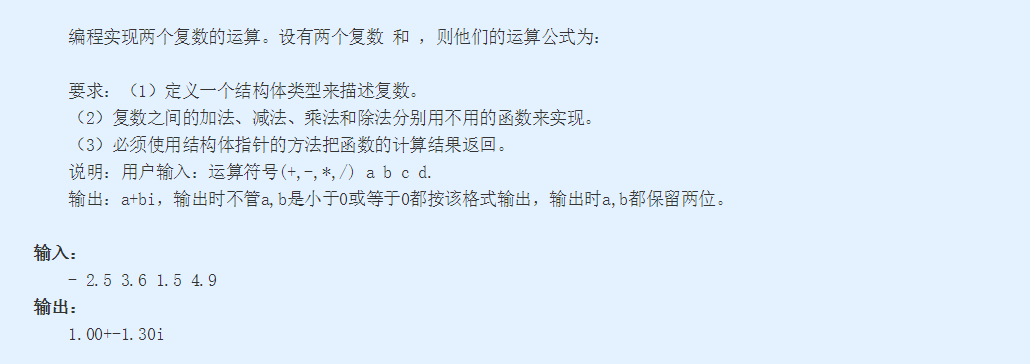 编程实现两个复数的运算。设有两个复数 和 ，则他们的运算公式为：
要求：（1）定义一个结构体类型来描述复数。
（2）复数之间的加法、减法、乘法和除法分别用不用的函数来实现。
（3）必须使用结构体指针的方法把函数的计算结果返回。
说明：用户输入：运算符号(+,-,*,/) a b c d.
输出：a+bi，输出时不管a,b是小于0或等于0都按该格式输出，输出时a,b都保留两位。
输入：
- 2.5 3.6 1.5 4.9
输出：
1.00+-1.30i